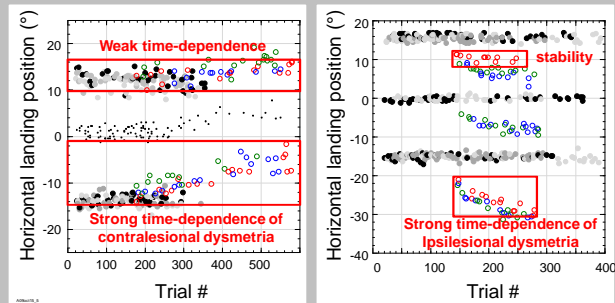 Horizontal landing position (°)
20
10
0
-10
-20
Weak time-dependence
Strong time-dependence of
contralesional dysmetria
0 100 200 300 400 500
Trial #
Horizontal landing position (°)
20
10
0
-10
-20
-30
-40
stability
Strong time-dependence of
Ipsilesional dysmetria
0 100 200 300 400
Trial #